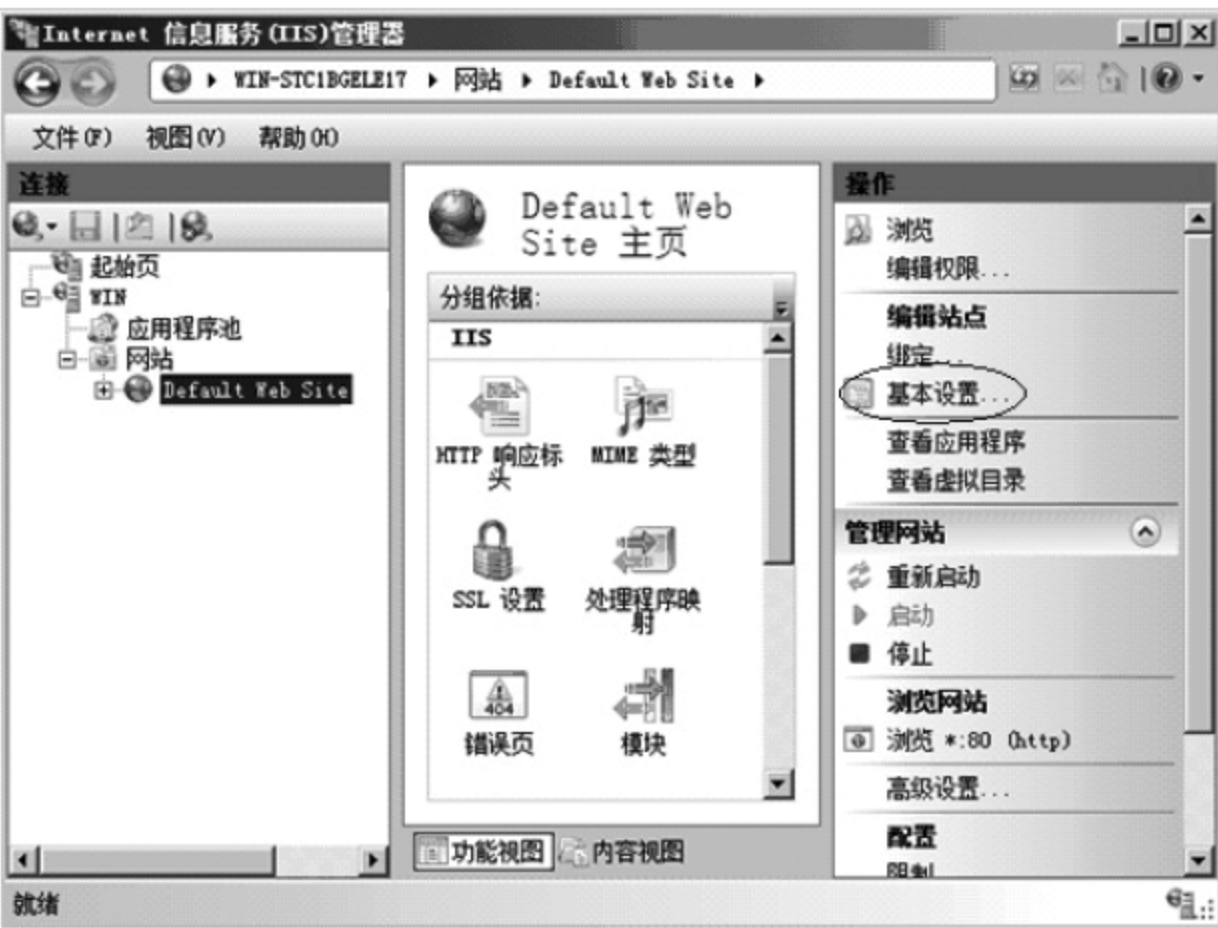 Internet 信息服务(IIS)管理器
WIN-STC1BGELE17 网站 Default Web Site
文件(F) 视图(V) 帮助(H)
连接
起始页
WIN
应用程序池
网站
Default Web Site
Default Web
Site 主页
分组依据:
IIS
HTTP 响应标
头
MIME 类型
SSL 设置
处理程序映
射
404
错误页
模块
功能视图
内容视图
操作
浏览
编辑权限...
编辑站点
绑定...
基本设置...
查看应用程序
查看虚拟目录
管理网站
重新启动
启动
停止
浏览网站
浏览 *:80 (http)
高级设置...
配置
限制
就绪